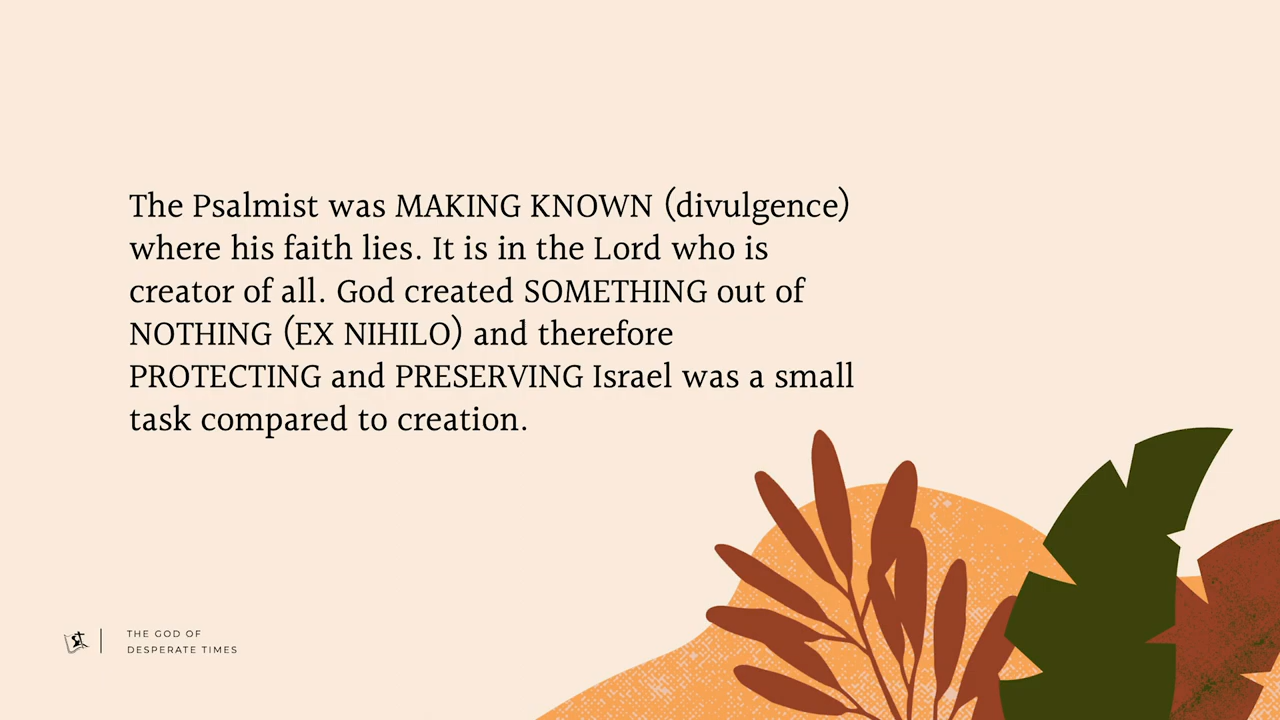 The Psalmist was MAKING KNOWN (divulgence)
where his faith lies. It is in the Lord who is
creator of all. God created SOMETHING out of
NOTHING (EX NIHILO) and therefore
PROTECTING and PRESERVING Israel was a small
task compared to creation.
THE GOD OF
DESPERATE TIMES